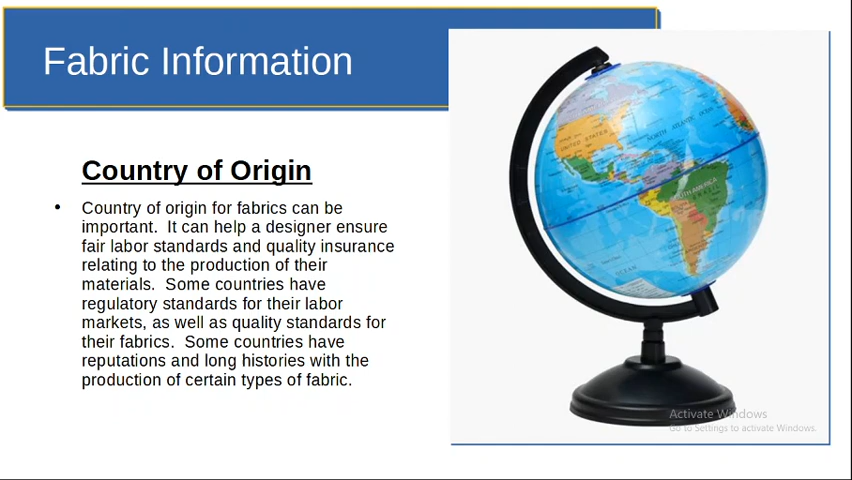 Fabric Information
Country of Origin
• Country of origin for fabrics can be
important.  It can help a designer ensure
fair labor standards and quality insurance
relating to the production of their
materials.  Some countries have
regulatory standards for their labor
markets, as well as quality standards for
their fabrics.  Some countries have
reputations and long histories with the
production of certain types of fabric.
NORTH ATLANTIC OCEAN
UNITED STATES
SOUTH AMERICA
OCEAN
Activate Windows
Go to Settings to activate Windows.